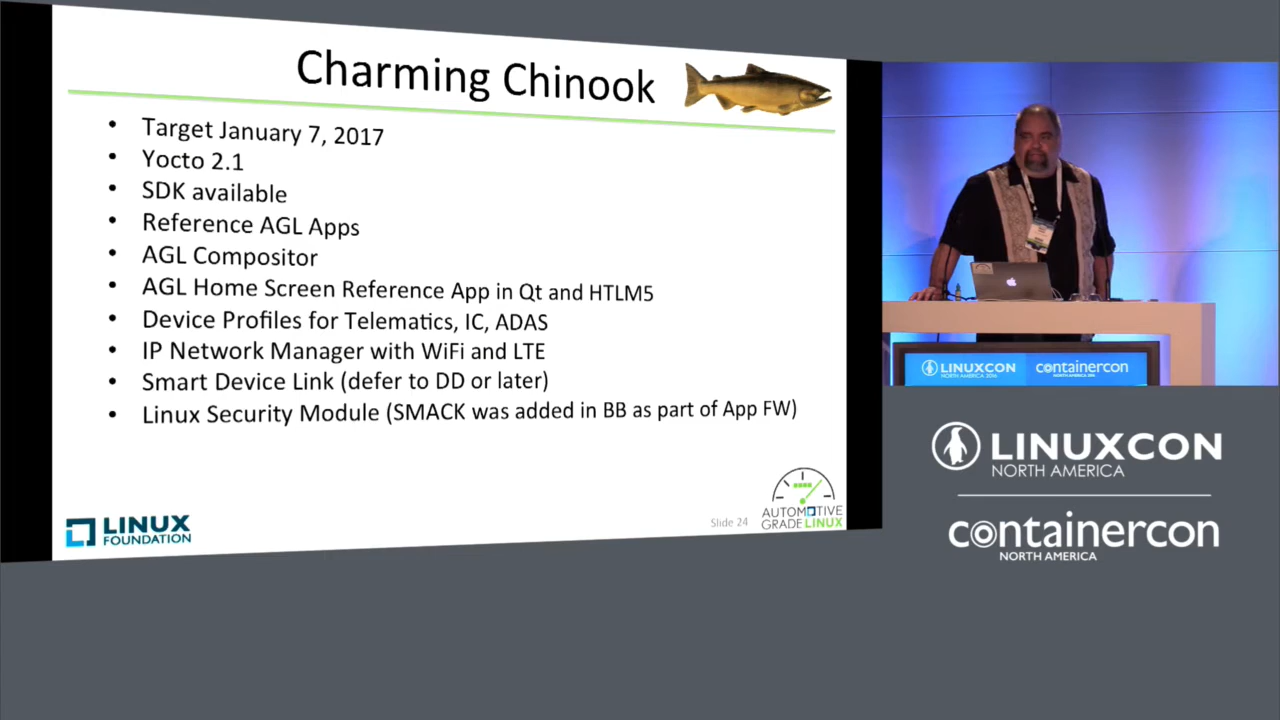 Charming Chinook
• Target January 7, 2017
• Yocto 2.1
• SDK available
• Reference AGL Apps
• AGL Compositor
• AGL Home Screen Reference App in Qt and HTLM5
• Device Profiles for Telematics, IC, ADAS
• IP Network Manager with WiFi and LTE
• Smart Device Link (defer to DD or later)
• Linux Security Module (SMACK was added in BB as part of App FW)
LINUX
FOUNDATION
Slide 24
AUTOMOTIVE
GRADE LINUX
LINUXCON
NORTH AMERICA 2016
containercon
LINUXCON
NORTH AMERICA
containercon
NORTH AMERICA